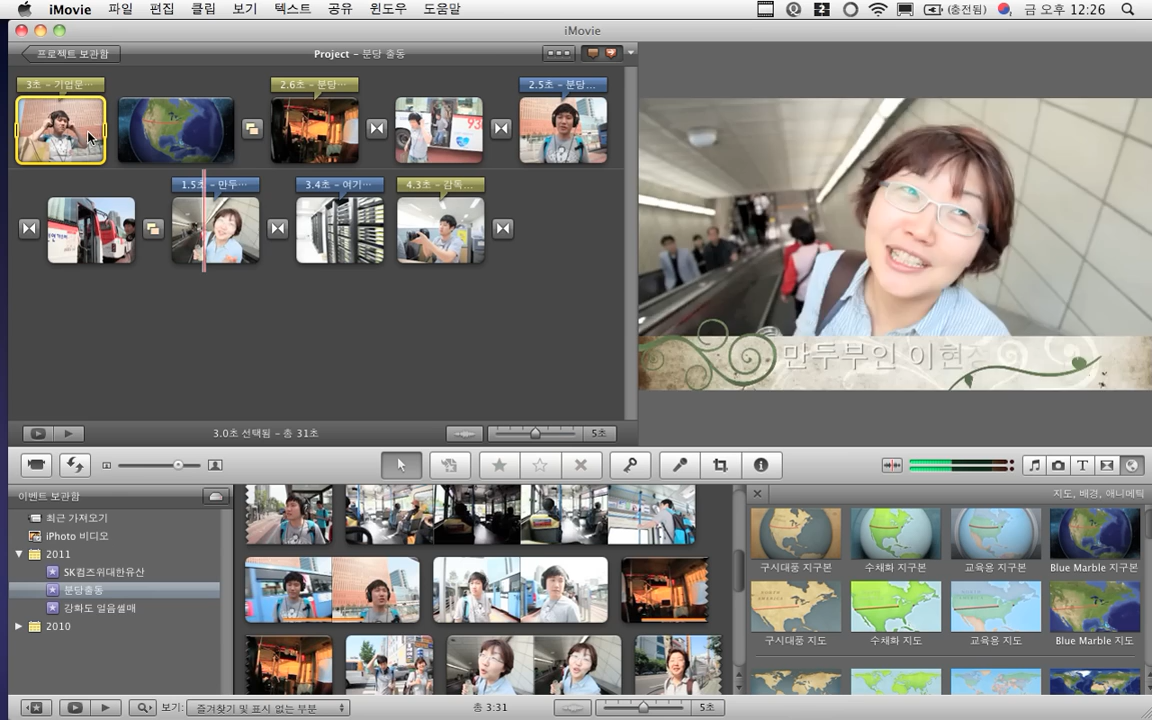 iMovie 파일 편집 클립 보기 텍스트 공유 윈도우 도움말
(충전됨) 금 오후 12:26
iMovie
프로젝트 보관함
Project - 분당 출동
3초 - 기업문…
2.6초 - 분당…
2.5초 - 분당…
1.5초 - 만두…
3.4초 - 여기…
4.3초 - 감독…
만두부인 이현
3.0초 선택됨 - 총 31초
5초
이벤트 보관함
최근 가져오기
iPhoto 비디오
2011
SK컴즈위대한유산
분당출동
강화도 얼음썰매
2010
지도, 배경, 애니메틱
구시대풍 지구본
수채화 지구본
교육용 지구본
Blue Marble 지구본
구시대풍 지도
수채화 지도
교육용 지도
Blue Marble 지도
보기:
즐겨찾기 및 표시 없는 부분
총 3:31
5초